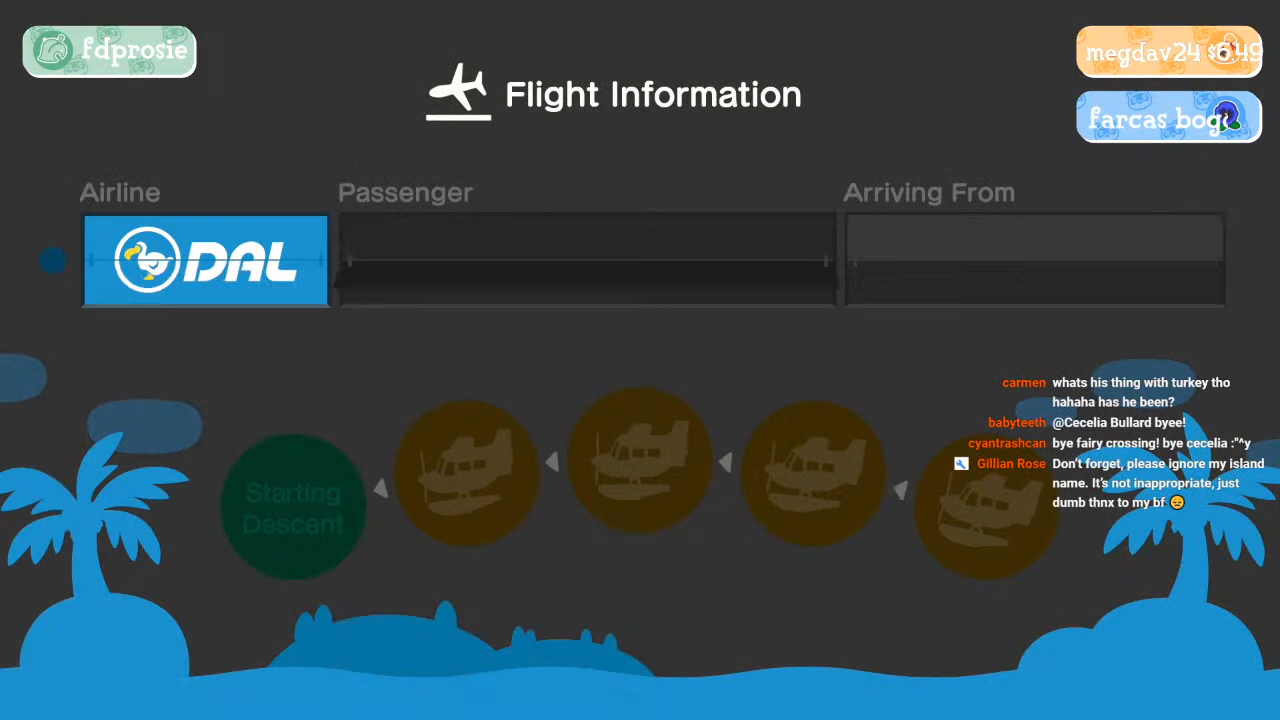 fdprosie
megdav24 $6.49
farcas bog
Flight Information
Airline
Passenger
Arriving From
DAL
Starting
Descent
carmen whats his thing with turkey tho
hahaha has he been?
babyteeth @Cecelia Bullard byee!
cyantrashcan bye fairy crossing! bye cecelia :"^y
Gillian Rose Don't forget, please ignore my island
name. It's not inappropriate, just
dumb thnx to my bf 😞